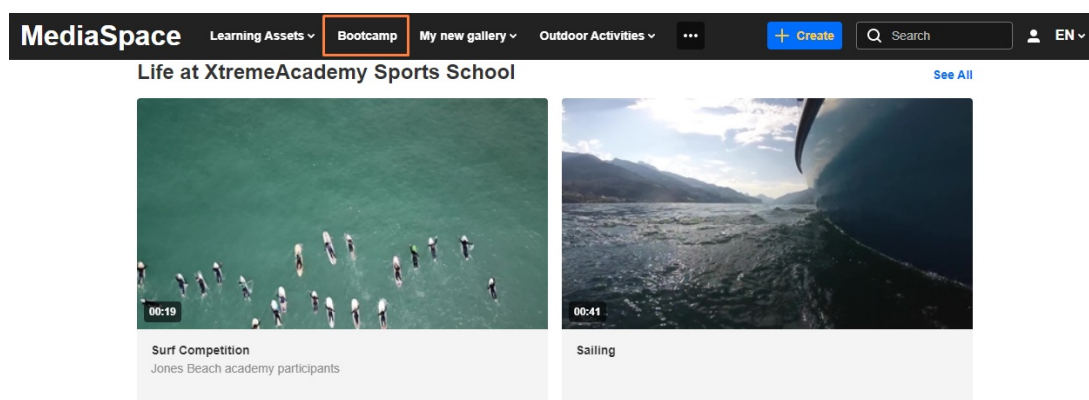 MediaSpace Learning Assets Bootcamp My new gallery Outdoor Activities ... + Create Search EN
Life at XtremeAcademy Sports School See All
00:19 00:41
Surf Competition Sailing
Jones Beach academy participants